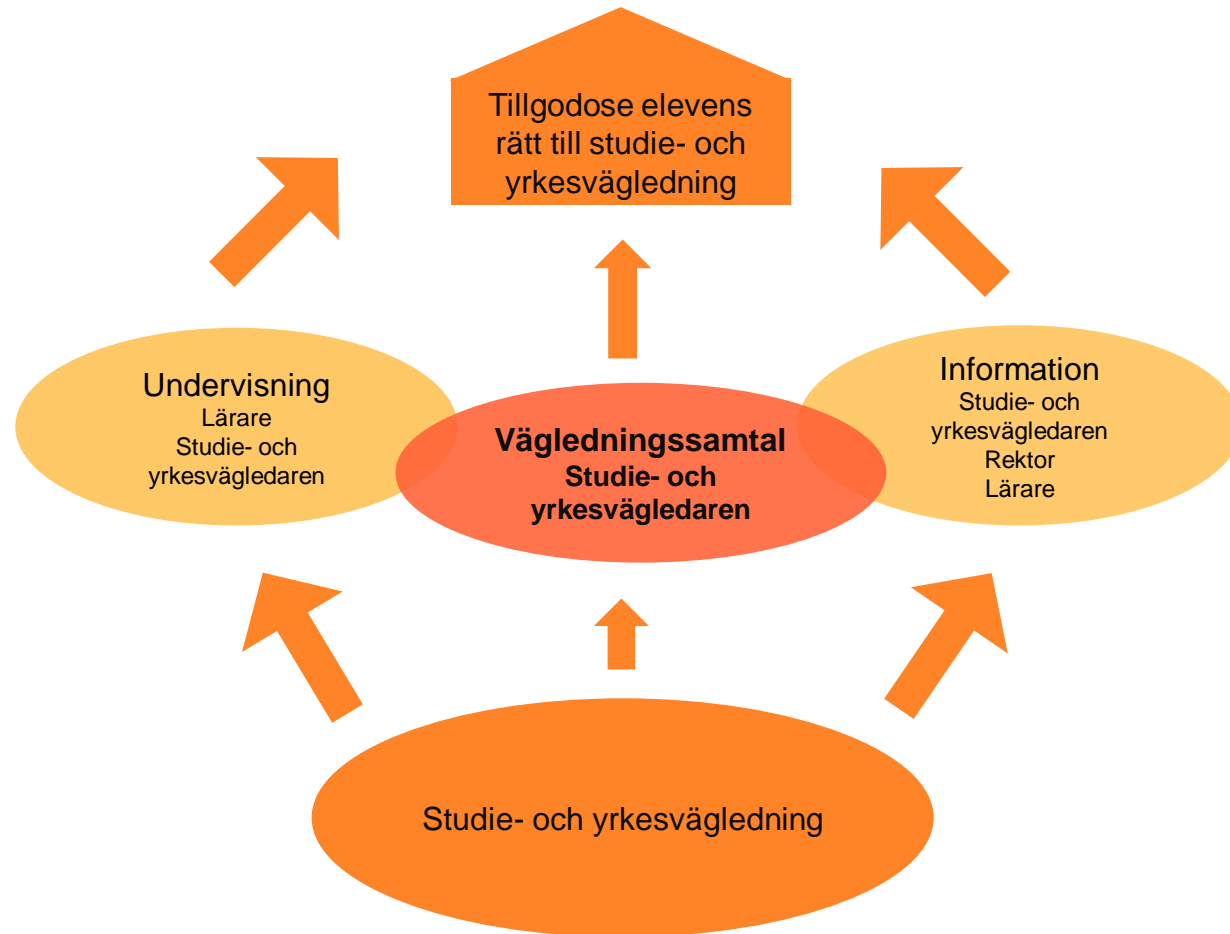 Tillgodose elevens
rätt till studie- och
yrkesvägledning
Undervisning
Lärare
Studie- och
yrkesvägledaren
Vägledningssamtal
Studie- och
yrkesvägledaren
Information
Studie- och
yrkesvägledaren
Rektor
Lärare
Studie- och yrkesvägledning